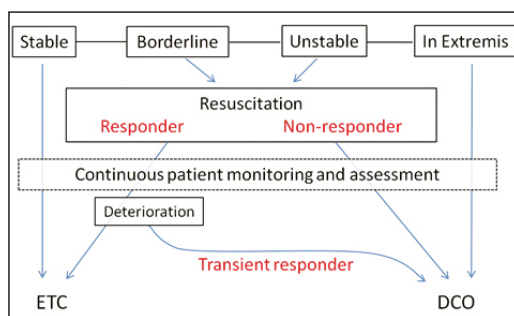 Stable Borderline Unstable In Extremis
Resuscitation
Responder Non-responder
Continuous patient monitoring and assessment
Deterioration
Transient responder
ETC DCO